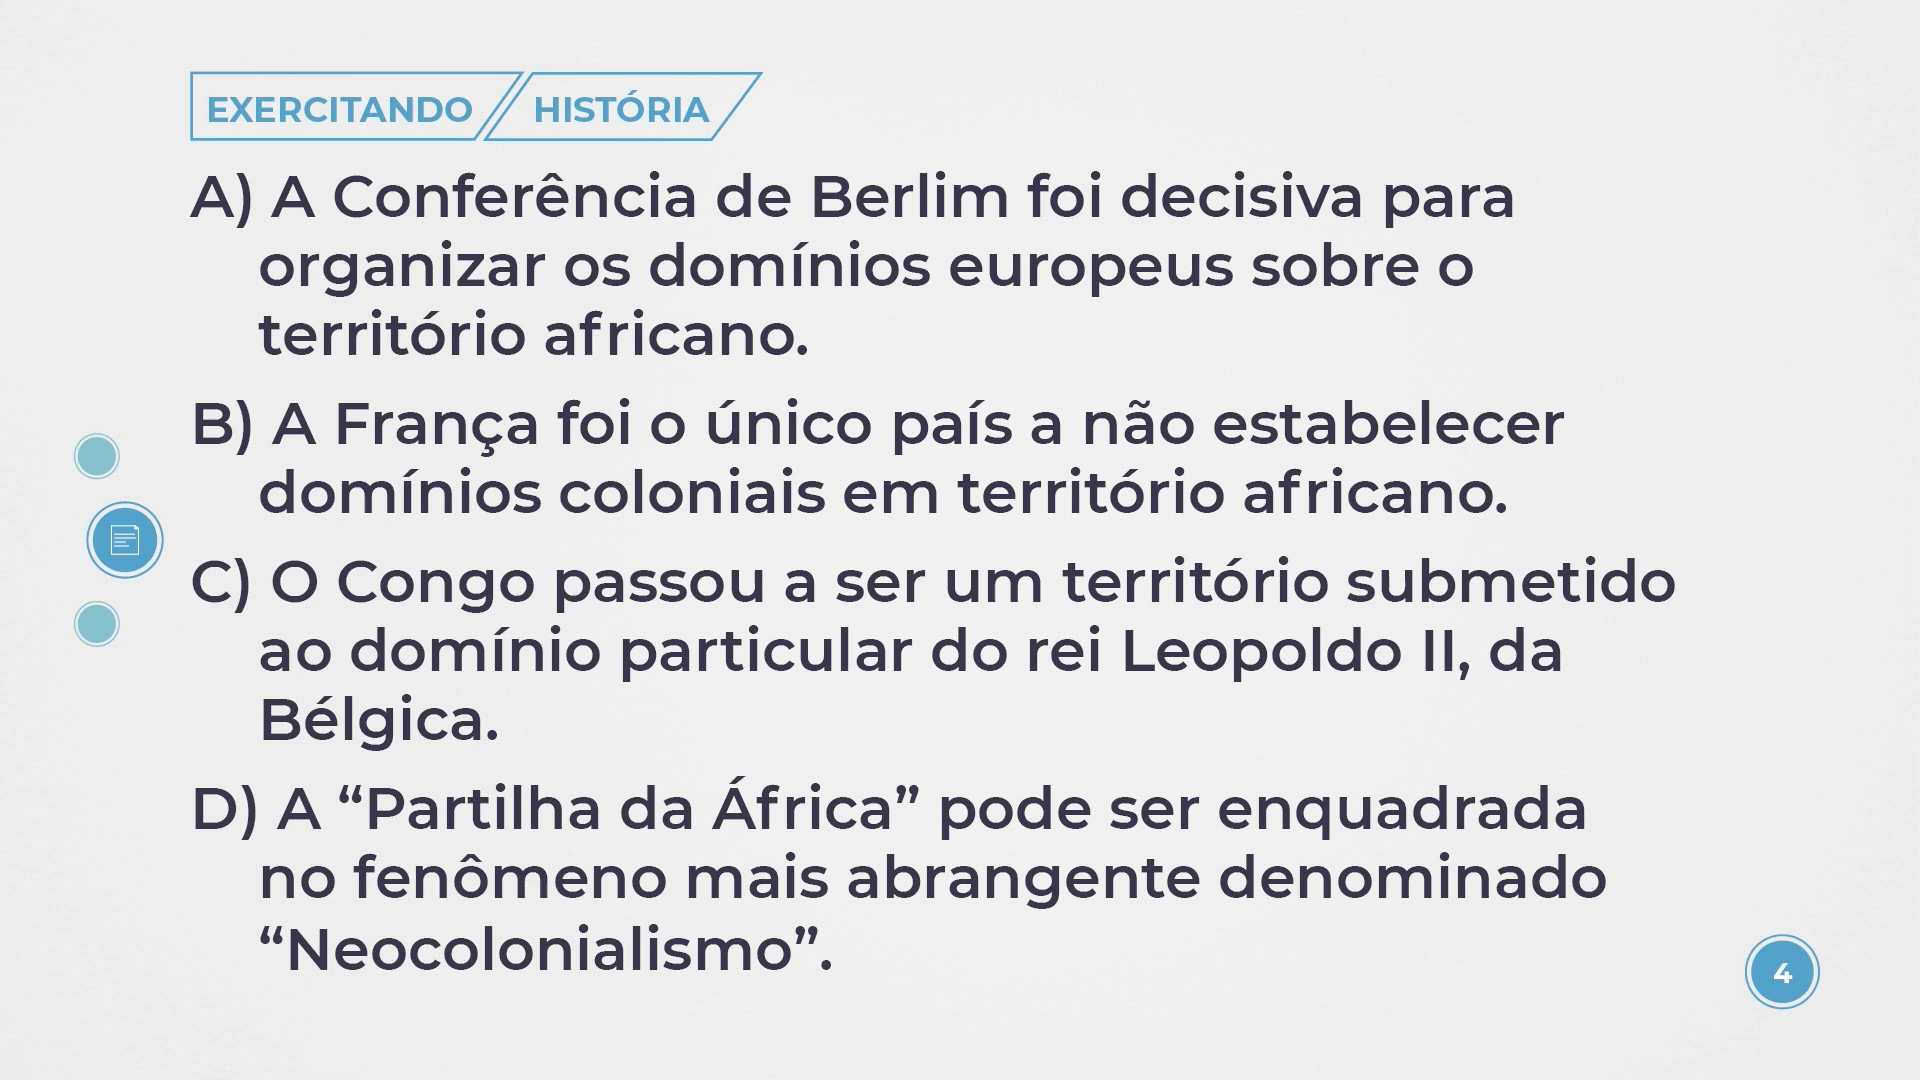 EXERCITANDO HISTÓRIA
A) A Conferência de Berlim foi decisiva para
organizar os domínios europeus sobre o
território africano.
B) A França foi o único país a não estabelecer
domínios coloniais em território africano.
C) O Congo passou a ser um território submetido
ao domínio particular do rei Leopoldo II, da
Bélgica.
D) A “Partilha da África” pode ser enquadrada
no fenômeno mais abrangente denominado
“Neocolonialismo”.
4